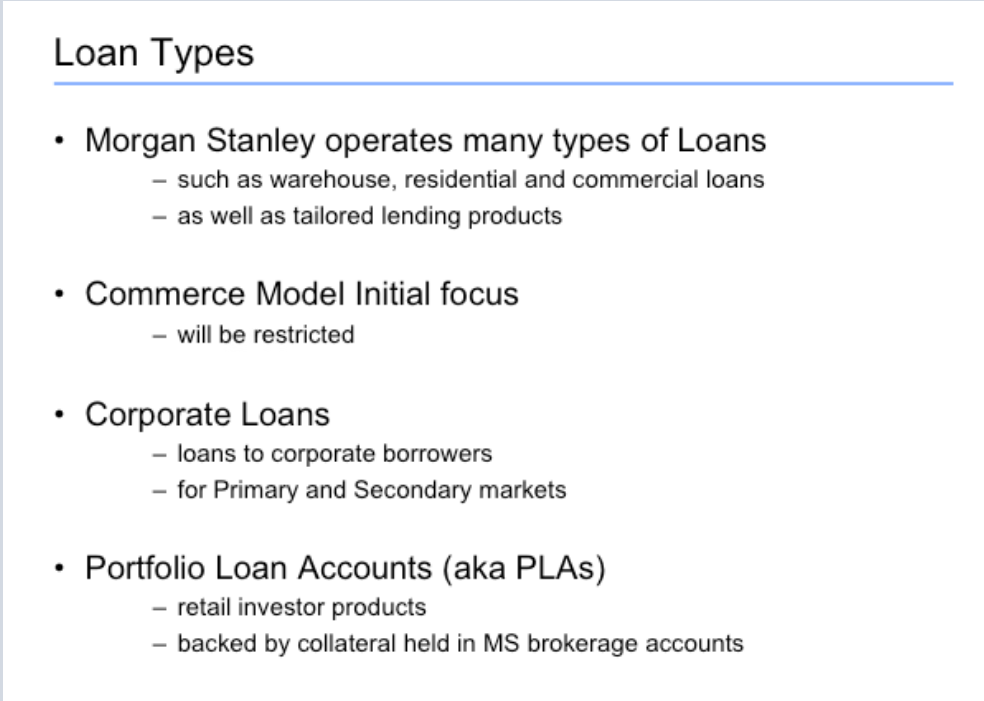 Loan Types
• Morgan Stanley operates many types of Loans
– such as warehouse, residential and commercial loans
– as well as tailored lending products
• Commerce Model Initial focus
– will be restricted
• Corporate Loans
– loans to corporate borrowers
– for Primary and Secondary markets
• Portfolio Loan Accounts (aka PLAs)
– retail investor products
– backed by collateral held in MS brokerage accounts